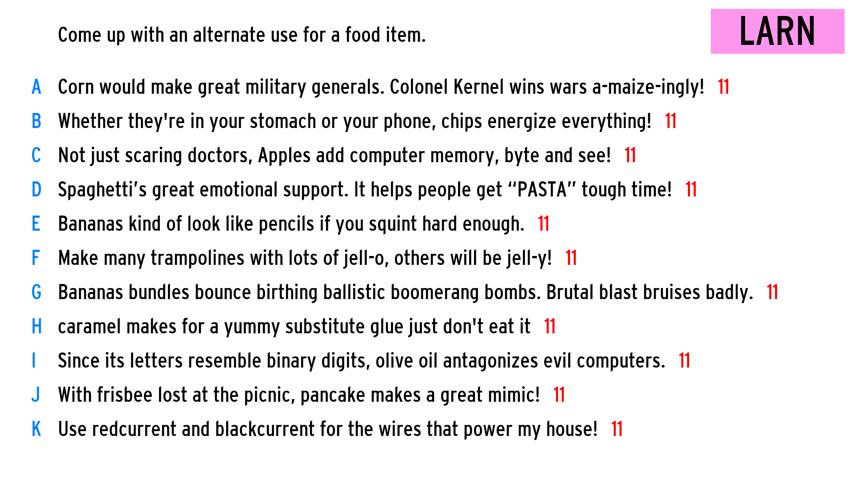 Come up with an alternate use for a food item.
LARN
A Corn would make great military generals. Colonel Kernel wins wars a-maize-ingly! 11
B Whether they're in your stomach or your phone, chips energize everything! 11
C Not just scaring doctors, Apples add computer memory, byte and see! 11
D Spaghetti’s great emotional support. It helps people get “PASTA” tough time! 11
E Bananas kind of look like pencils if you squint hard enough. 11
F Make many trampolines with lots of jell-o, others will be jell-y! 11
G Bananas bundles bounce birthing ballistic boomerang bombs. Brutal blast bruises badly. 11
H caramel makes for a yummy substitute glue just don't eat it 11
I Since its letters resemble binary digits, olive oil antagonizes evil computers. 11
J With frisbee lost at the picnic, pancake makes a great mimic! 11
K Use redcurrent and blackcurrent for the wires that power my house! 11